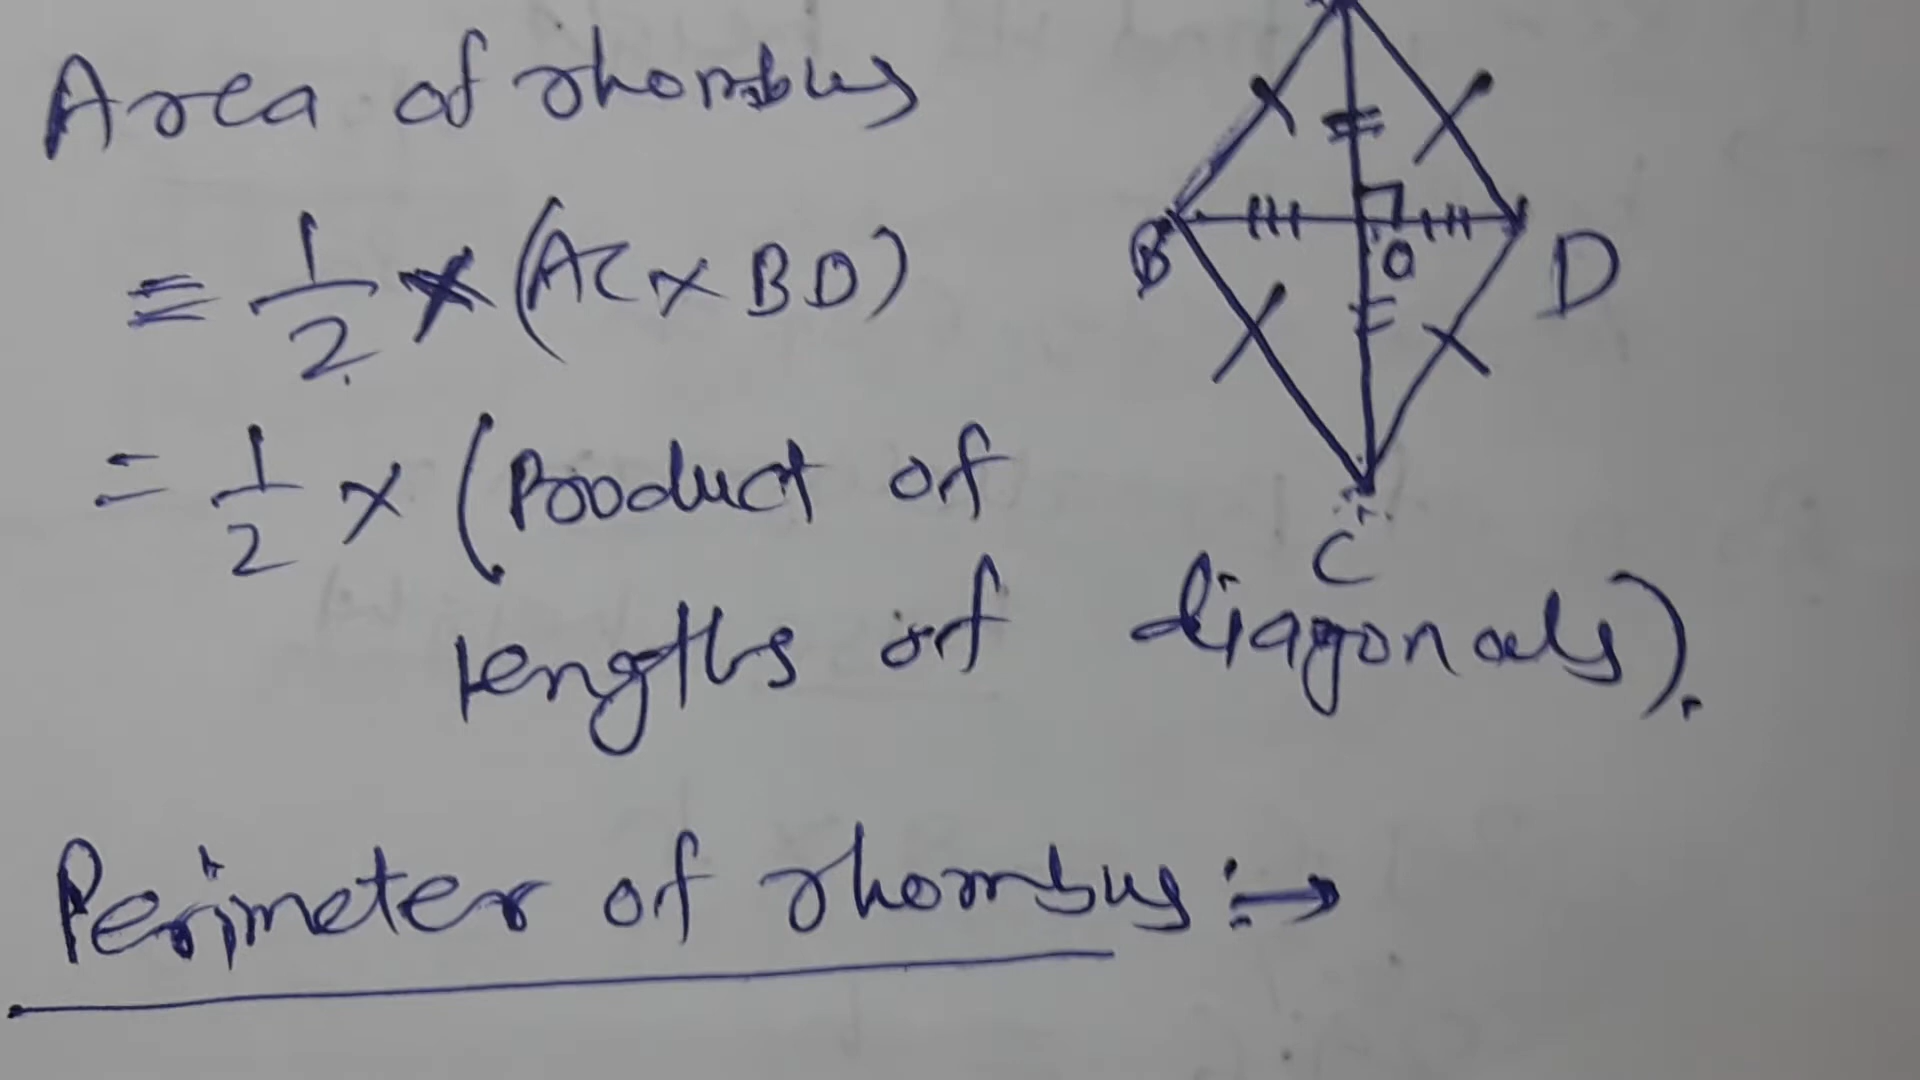 Area of rhombus
= 1/2 × (AC × BD)
= 1/2 × (Product of
lengths of diagonals).
B
O
D
C
Perimeter of rhombus :→